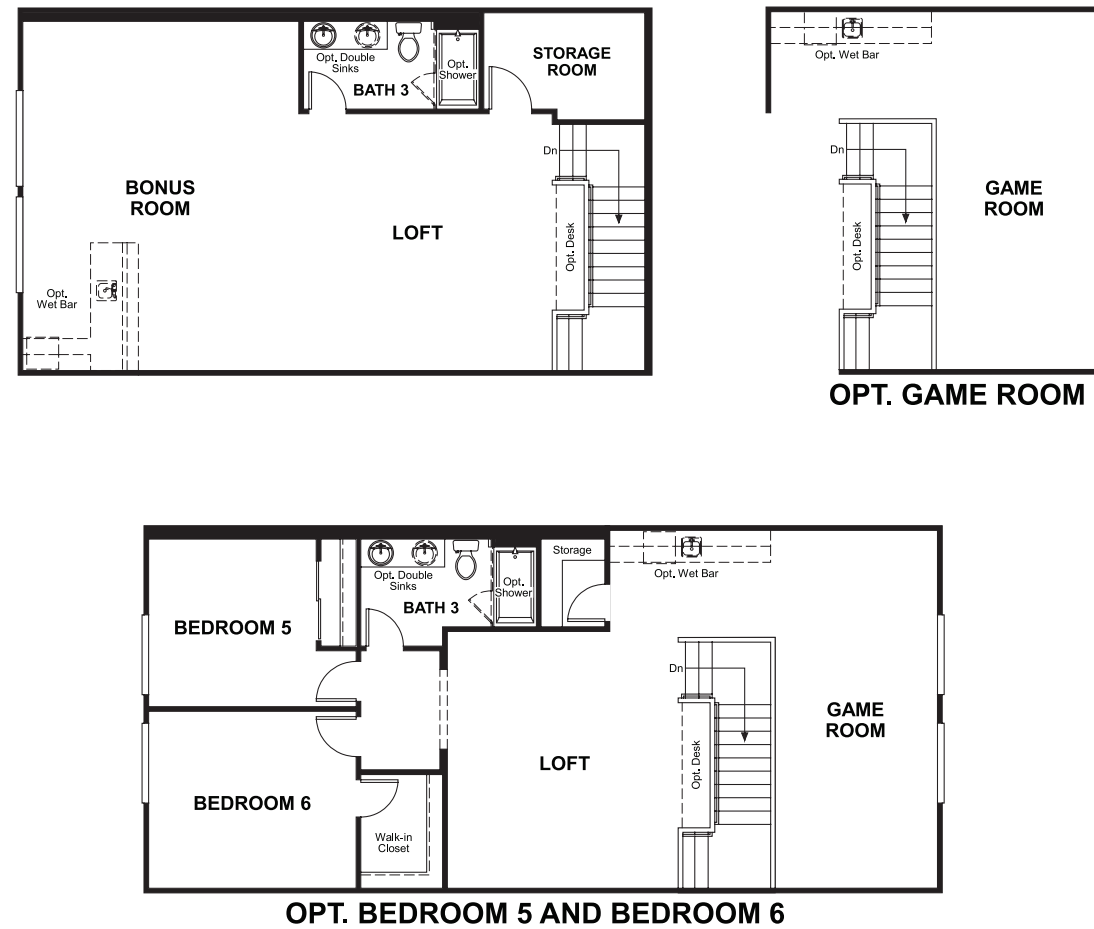 Opt. Double
Sinks
BATH 3
Opt.
Shower
STORAGE
ROOM
Dn
BONUS
ROOM
LOFT
Opt. Desk
Opt.
Wet Bar
Opt. Wet Bar
Dn
GAME
ROOM
Opt. Desk
OPT. GAME ROOM
Opt. Double
Sinks
BATH 3
Opt.
Shower
Storage
Opt. Wet Bar
BEDROOM 5
Dn
GAME
ROOM
LOFT
Opt. Desk
BEDROOM 6
Walk-in
Closet
OPT. BEDROOM 5 AND BEDROOM 6